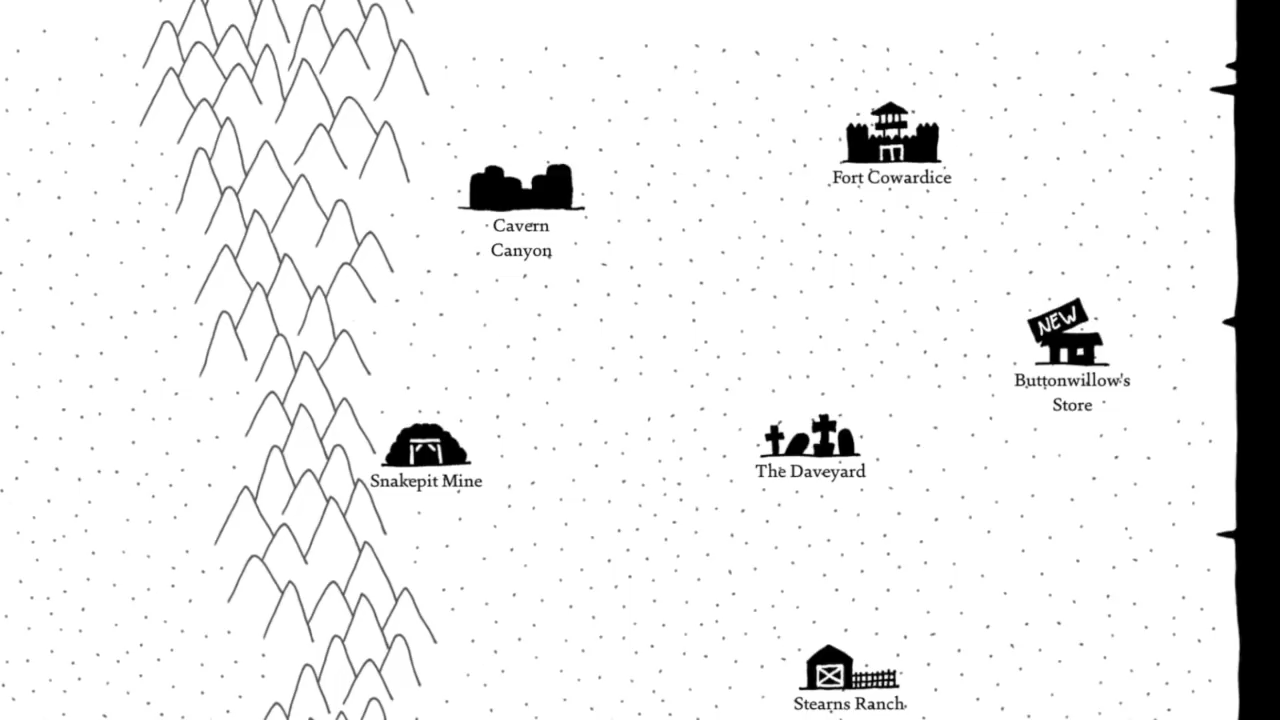 Fort Cowardice
Cavern
Canyon
NEW
Buttonwillow's
Store
The Daveyard
Snakepit Mine
Stearns Ranch